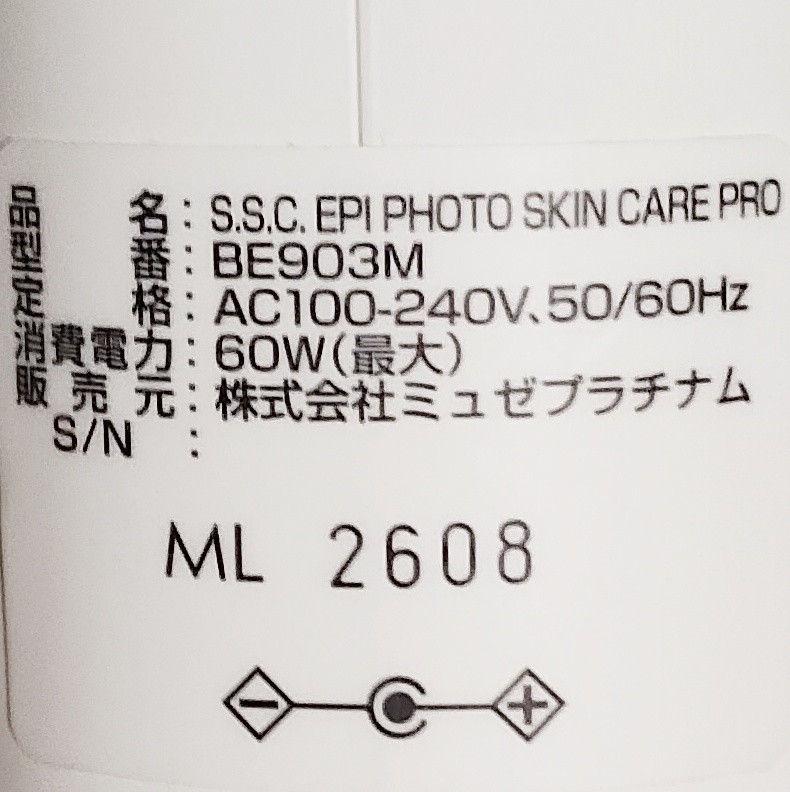 品名：S.S.C. EPI PHOTO SKIN CARE PRO
型番：BE903M
定格：AC100-240V、50/60Hz
消費電力：60W(最大)
販売元：株式会社ミュゼプラチナム
S/N：
ML 2608